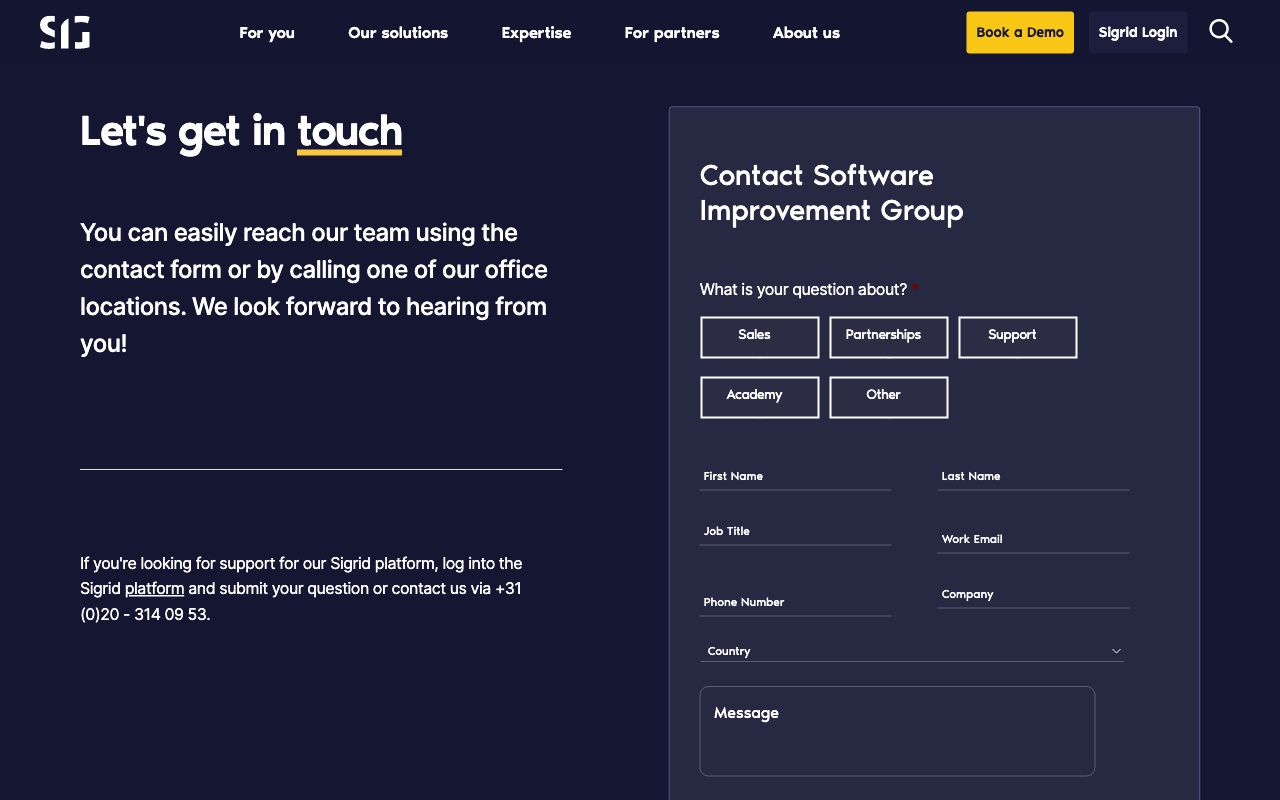 SIG
For you
Our solutions
Expertise
For partners
About us
Book a Demo
Sigrid Login
Let's get in touch
You can easily reach our team using the
contact form or by calling one of our office
locations. We look forward to hearing from
you!
If you're looking for support for our Sigrid platform, log into the
Sigrid platform and submit your question or contact us via +31
(0)20 - 314 09 53.
Contact Software
Improvement Group
What is your question about? *
Sales
Partnerships
Support
Academy
Other
First Name
Last Name
Job Title
Work Email
Phone Number
Company
Country
Message